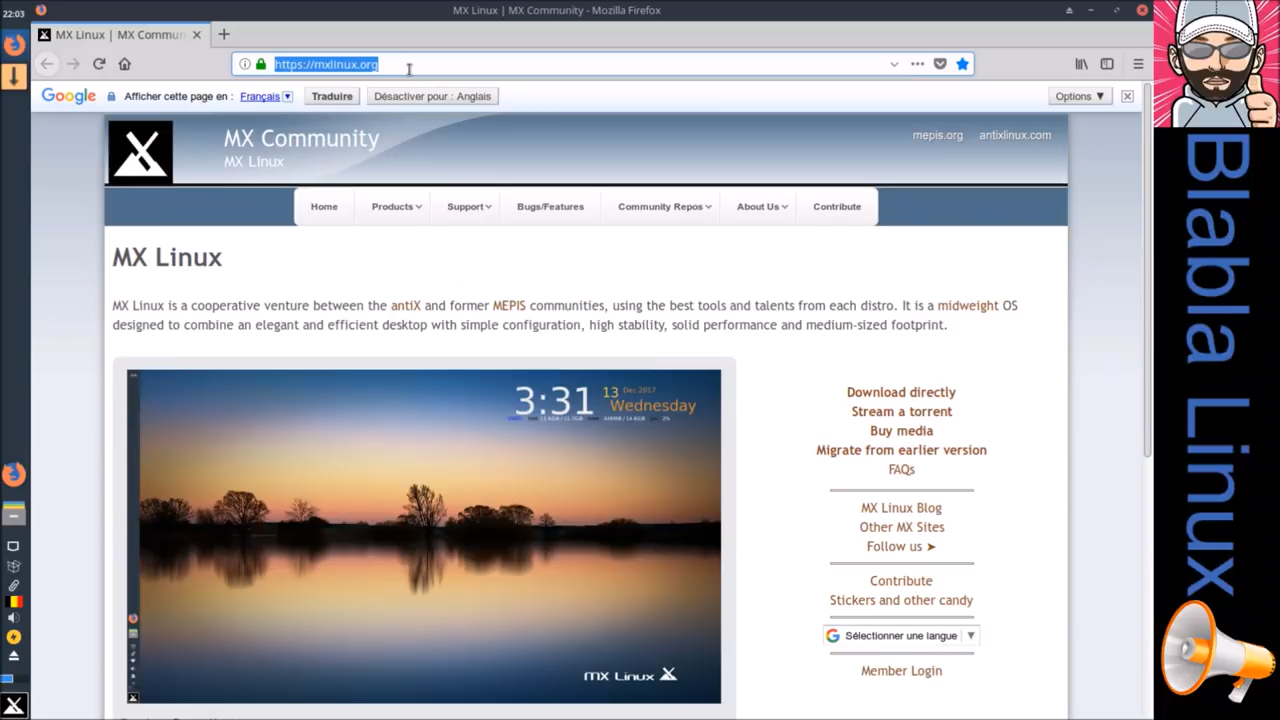 22:03
MX Linux | MX Community - Mozilla Firefox
MX Linux | MX Commun
https://mxlinux.org
Google
Afficher cette page en :
Français
Traduire
Désactiver pour : Anglais
Options ▼
MX Community
MX Linux
mepis.org
antixlinux.com
Home
Products
Support
Bugs/Features
Community Repos
About Us
Contribute
MX Linux
MX Linux is a cooperative venture between the antiX and former MEPIS communities, using the best tools and talents from each distro. It is a midweight OS
designed to combine an elegant and efficient desktop with simple configuration, high stability, solid performance and medium-sized footprint.
3:31
13
Dec 2017
Wednesday
MX Linux
Download directly
Stream a torrent
Buy media
Migrate from earlier version
FAQs
MX Linux Blog
Other MX Sites
Follow us ➤
Contribute
Stickers and other candy
Sélectionner une langue ▼
Member Login
Blabla Linux